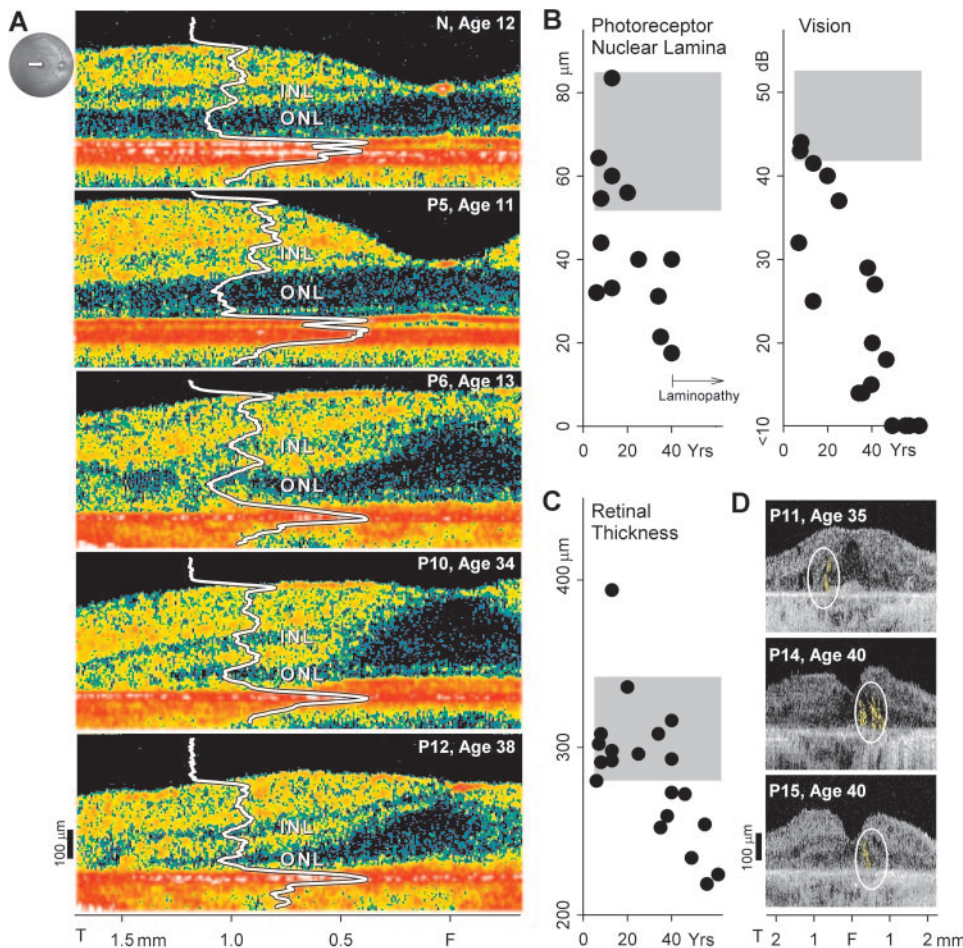 A
N, Age 12
INL
ONL
P5, Age 11
INL
ONL
P6, Age 13
INL
ONL
P10, Age 34
INL
ONL
P12, Age 38
INL
ONL
100 µm
T 1.5 mm 1.0 0.5 F
B
Photoreceptor
Nuclear Lamina
µm
80
60
40
20
0
Laminopathy
0 20 40 Yrs
Vision
dB
50
40
30
20
<10
0 20 40 Yrs
C
Retinal
Thickness
µm
400
300
200
0 20 40 Yrs
D
P11, Age 35
P14, Age 40
P15, Age 40
100 µm
T 2 1 F 1 2 mm